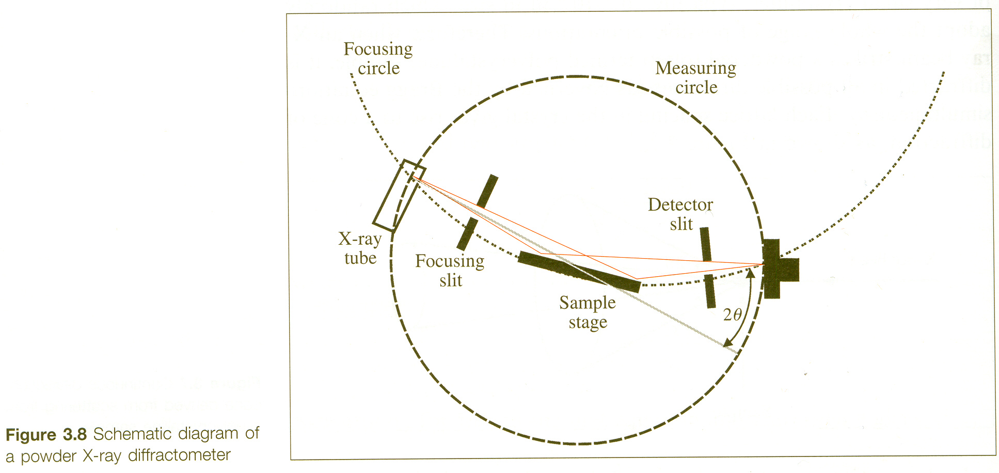 Focusing
circle
Measuring
circle
Detector
slit
X-ray
tube
Focusing
slit
Sample
stage
2θ
Figure 3.8 Schematic diagram of
a powder X-ray diffractometer